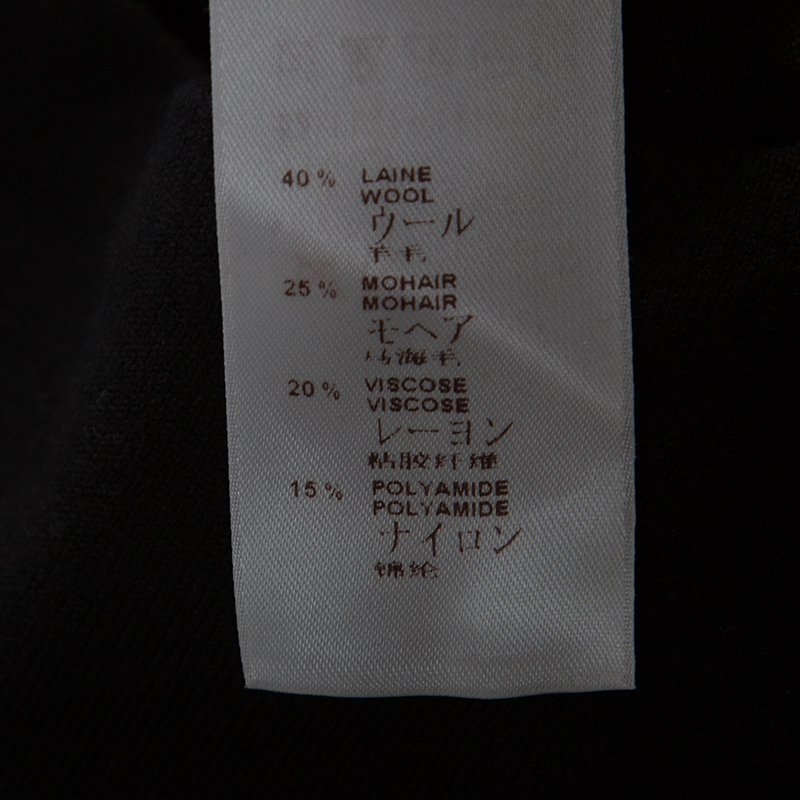 40 % LAINE
WOOL
ウール
羊毛
25 % MOHAIR
MOHAIR
モヘア
马海毛
20 % VISCOSE
VISCOSE
レーヨン
粘胶纤维
15 % POLYAMIDE
POLYAMIDE
ナイロン
锦纶